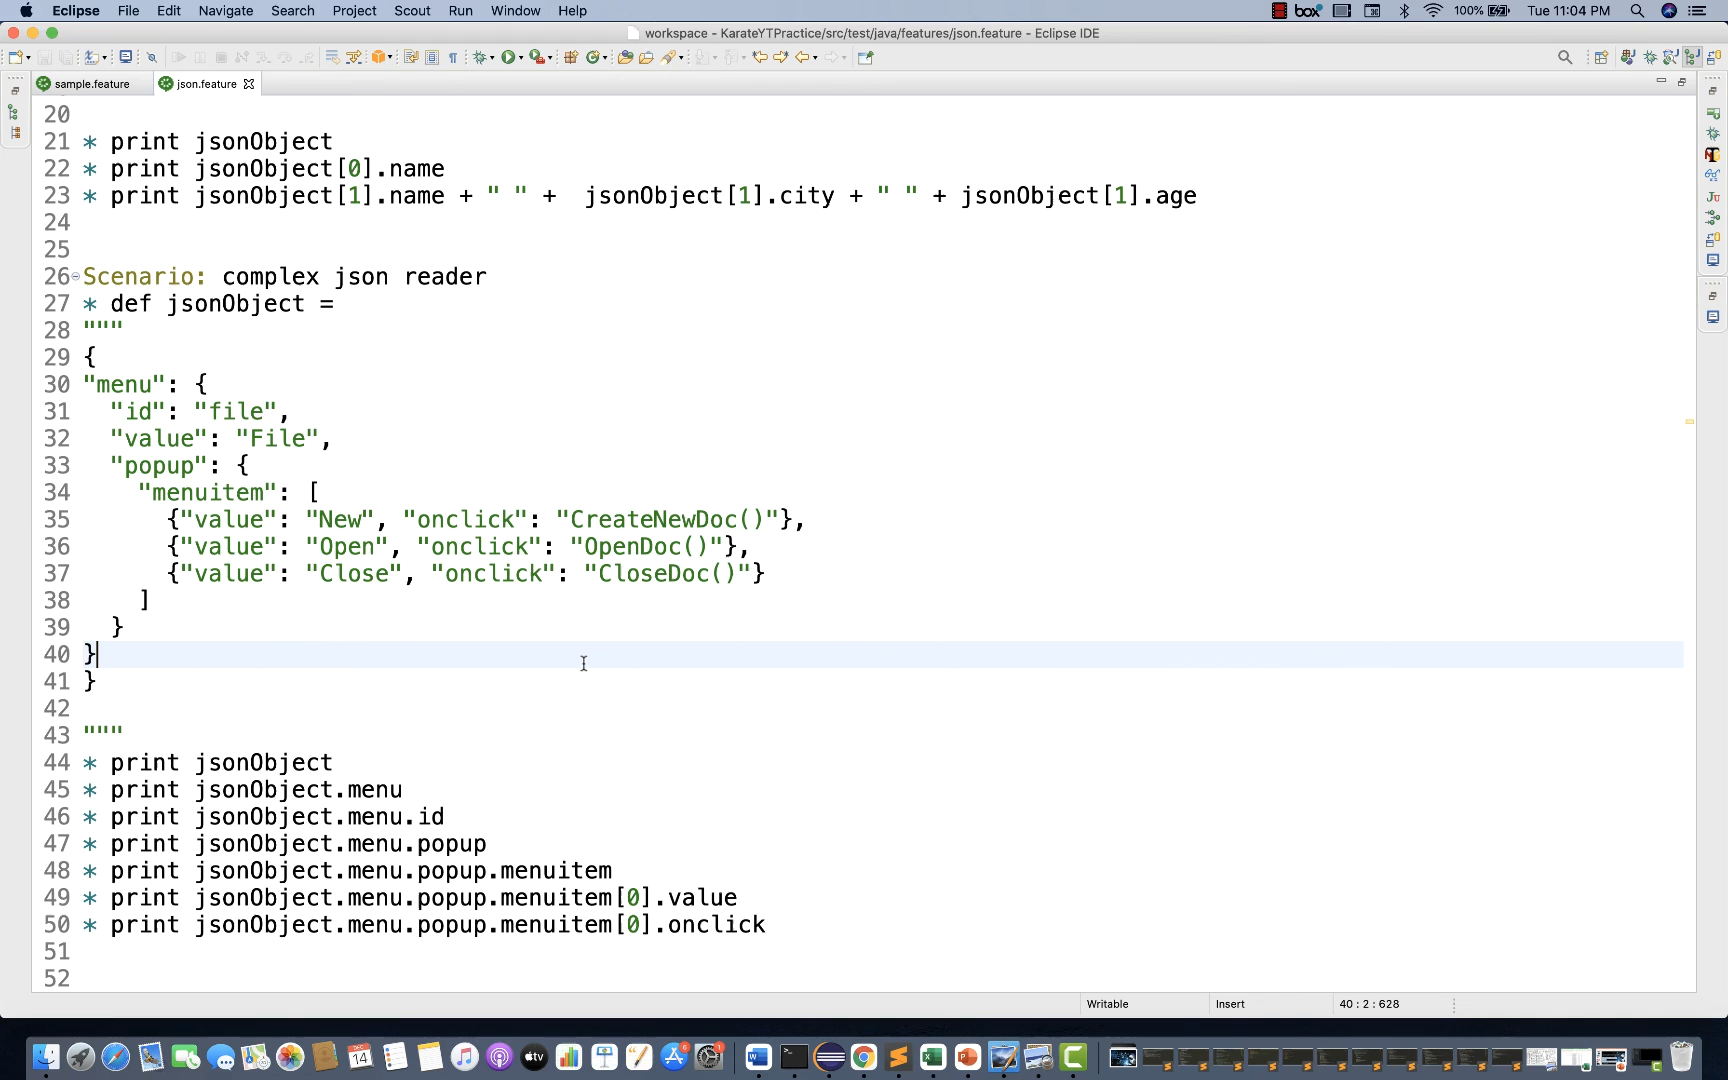 Eclipse File Edit Navigate Search Project Scout Run Window Help box 100% Tue 11:04 PM
workspace - KarateYTPractice/src/test/java/features/json.feature - Eclipse IDE
sample.feature json.feature
20
21 * print jsonObject
22 * print jsonObject[0].name
23 * print jsonObject[1].name + " " +  jsonObject[1].city + " " + jsonObject[1].age
24
25
26 Scenario: complex json reader
27 * def jsonObject =
28 """
29 {
30 "menu": {
31   "id": "file",
32   "value": "File",
33   "popup": {
34     "menuitem": [
35       {"value": "New", "onclick": "CreateNewDoc()"},
36       {"value": "Open", "onclick": "OpenDoc()"},
37       {"value": "Close", "onclick": "CloseDoc()"}
38     ]
39   }
40 }
41 }
42
43 """
44 * print jsonObject
45 * print jsonObject.menu
46 * print jsonObject.menu.id
47 * print jsonObject.menu.popup
48 * print jsonObject.menu.popup.menuitem
49 * print jsonObject.menu.popup.menuitem[0].value
50 * print jsonObject.menu.popup.menuitem[0].onclick
51
52
Writable Insert 40 : 2 : 628